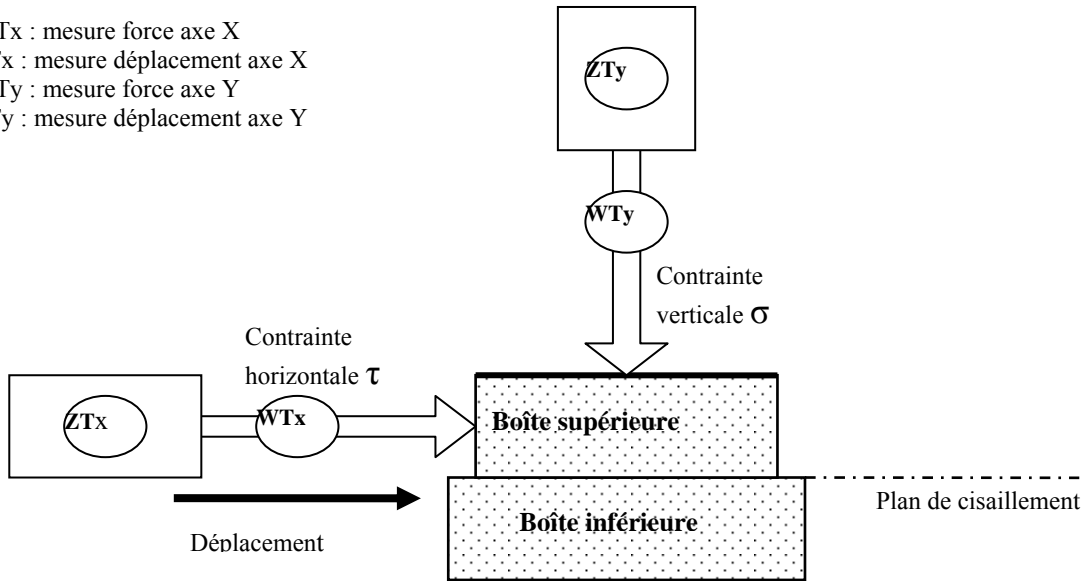 Tx : mesure force axe X
x : mesure déplacement axe X
Ty : mesure force axe Y
y : mesure déplacement axe Y
ZTy
WTy
Contrainte
verticale σ
Contrainte
horizontale τ
ZTx
WTx
Boîte supérieure
Plan de cisaillement
Boîte inférieure
Déplacement